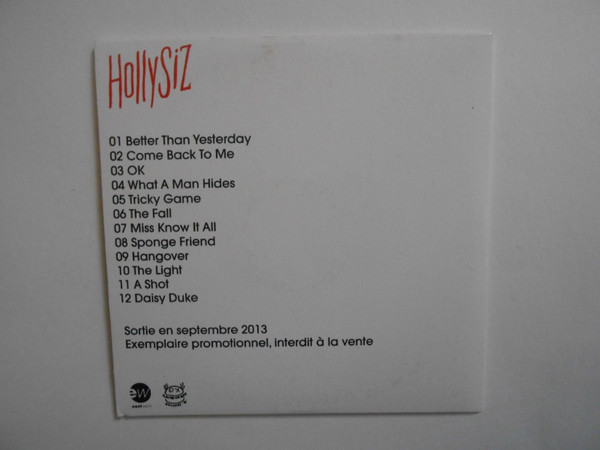 HollySiz
01 Better Than Yesterday
02 Come Back To Me
03 OK
04 What A Man Hides
05 Tricky Game
06 The Fall
07 Miss Know It All
08 Sponge Friend
09 Hangover
10 The Light
11 A Shot
12 Daisy Duke
Sortie en septembre 2013
Exemplaire promotionnel, interdit à la vente
ew